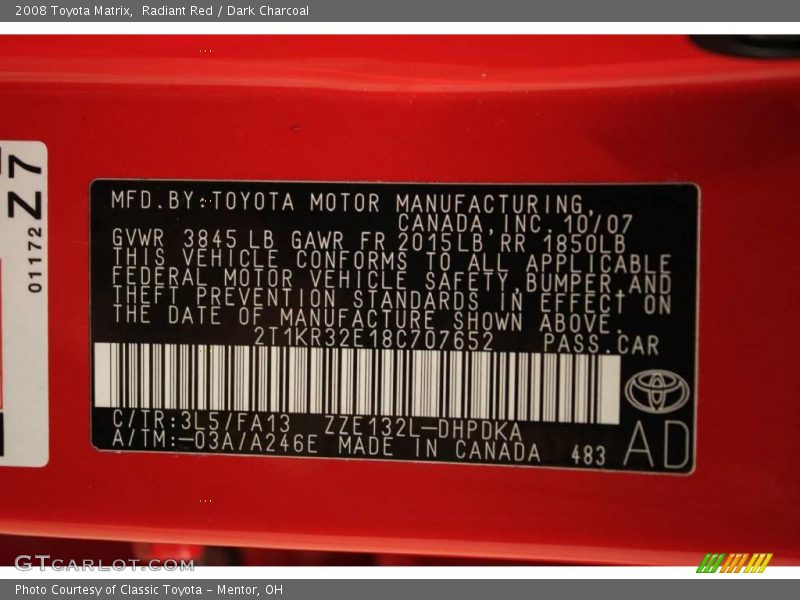 2008 Toyota Matrix,  Radiant Red / Dark Charcoal
Z 7
01172
MFD.BY:TOYOTA MOTOR MANUFACTURING,
CANADA,INC.10/07
GVWR 3845 LB GAWR FR 2015LB RR 1850LB
THIS VEHICLE CONFORMS TO ALL APPLICABLE
FEDERAL MOTOR VEHICLE SAFETY,BUMPER,AND
THEFT PREVENTION STANDARDS IN EFFECT ON
THE DATE OF MANUFACTURE SHOWN ABOVE.
2T1KR32E18C707652 PASS.CAR
C/TR:3L5/FA13 ZZE132L-DHPDKA
A/TM:-03A/A246E MADE IN CANADA 483
AD
GTcarlot.com
Photo Courtesy of Classic Toyota - Mentor, OH